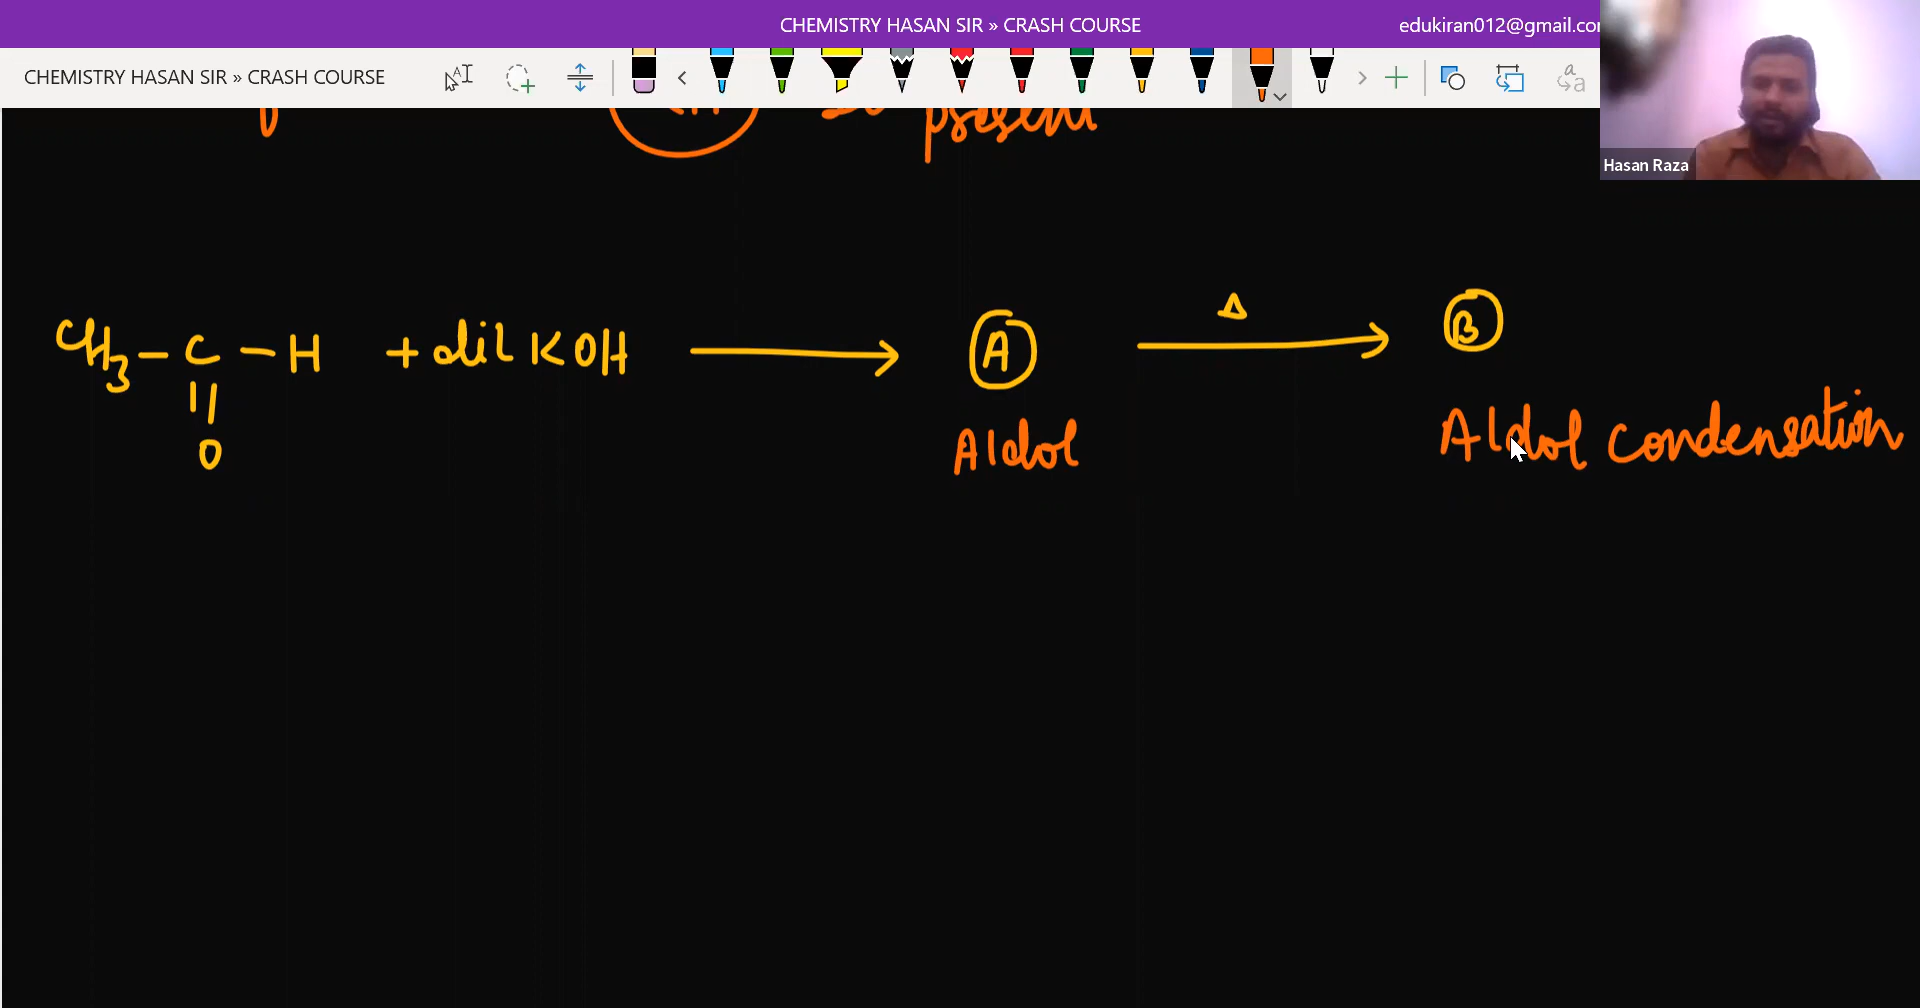 CHEMISTRY HASAN SIR » CRASH COURSE
edukiran012@gmail.co
CHEMISTRY HASAN SIR » CRASH COURSE
Hasan Raza
present
CH3 – C – H + dil KOH ⟶ A —Δ⟶ B
||
O
Aldol
Aldol condensation